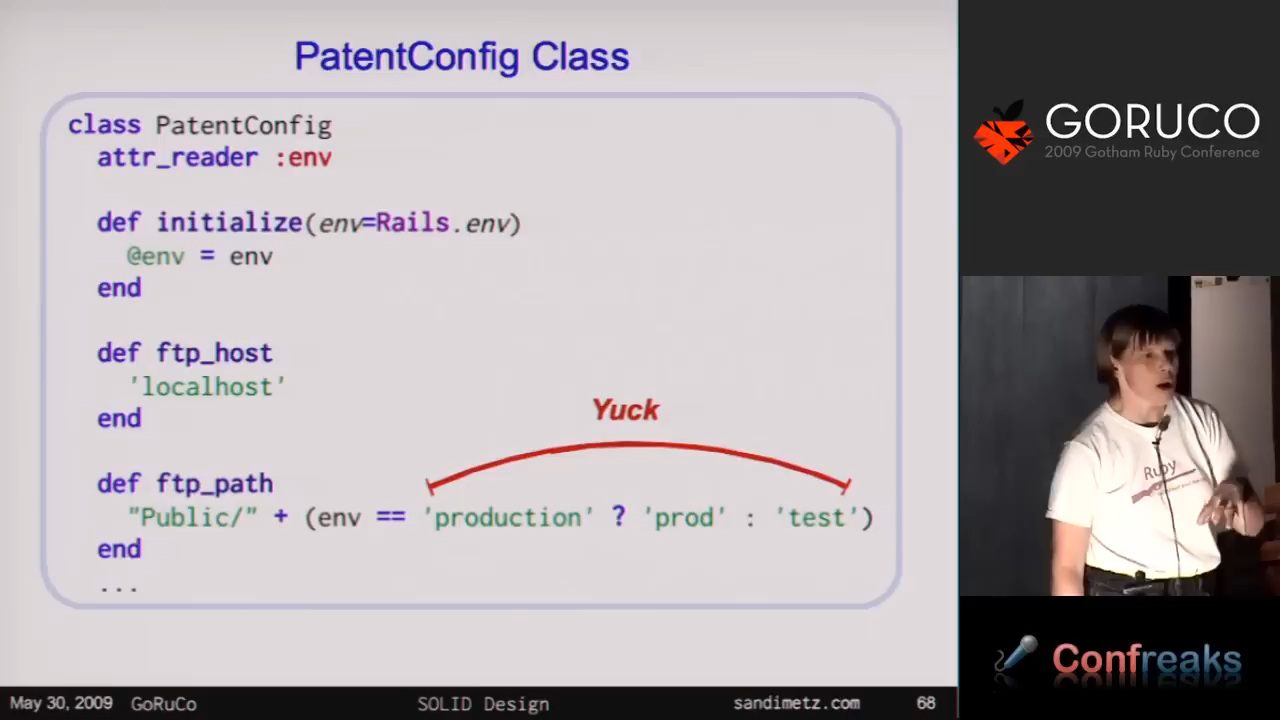 PatentConfig Class
class PatentConfig
attr_reader :env
def initialize(env=Rails.env)
@env = env
end
def ftp_host
'localhost'
end
Yuck
def ftp_path
"Public/" + (env == 'production' ? 'prod' : 'test')
end
...
May 30, 2009 GoRuCo SOLID Design sandimetz.com 68
GORUCO
2009 Gotham Ruby Conference
Ruby
Confreaks